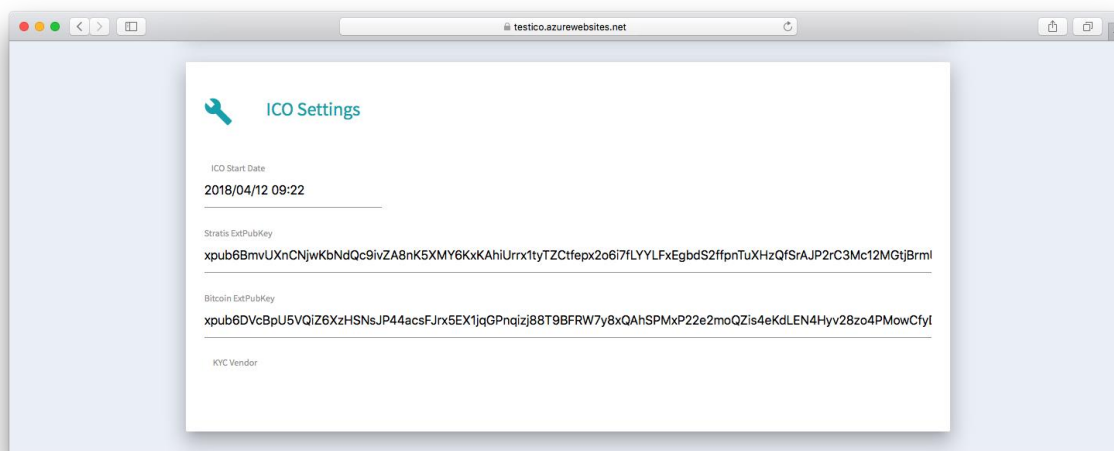 testico.azurewebsites.net
ICO Settings
ICO Start Date
2018/04/12 09:22
Stratis ExtPubKey
xpub6BmvUXnCNjwKbNdQc9ivZA8nK5XMY6KxKAhiUrrx1tyTZCtfepx2o6i7fLYYLFxEgbdS2ffpnTuXHzQfSrAJP2rC3Mc12MGtjBrm
Bitcoin ExtPubKey
xpub6DVcBpU5VQiZ6XzHSNsJP44acsFJrx5EX1jqGPnqizj88T9BFRW7y8xQAhSPMxP22e2moQZis4eKdLEN4Hyv28zo4PMowCfy
KYC Vendor